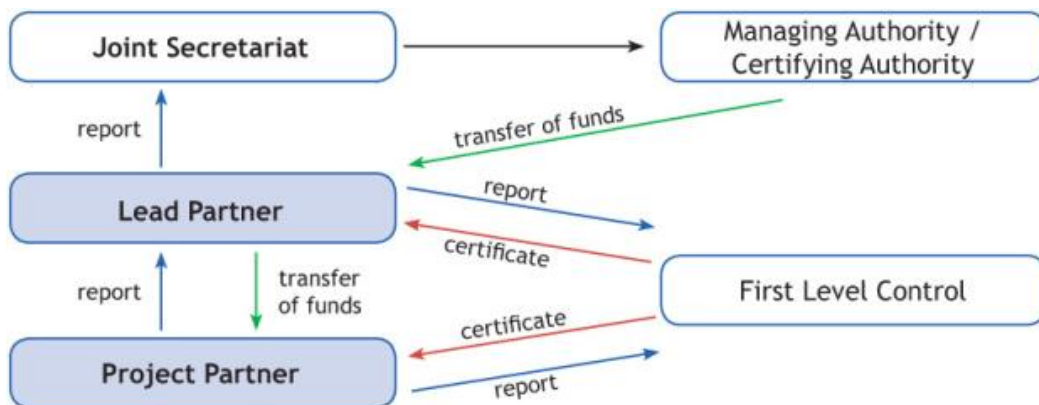 Joint Secretariat
Managing Authority /
Certifying Authority
report
transfer of funds
Lead Partner
report
certificate
report
transfer
of funds
First Level Control
certificate
Project Partner
report